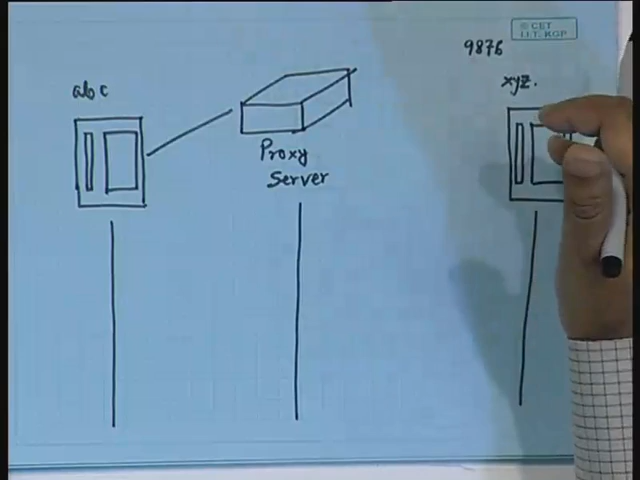 © CET
I.I.T. KGP
9876
abc
xyz.
Proxy
Server